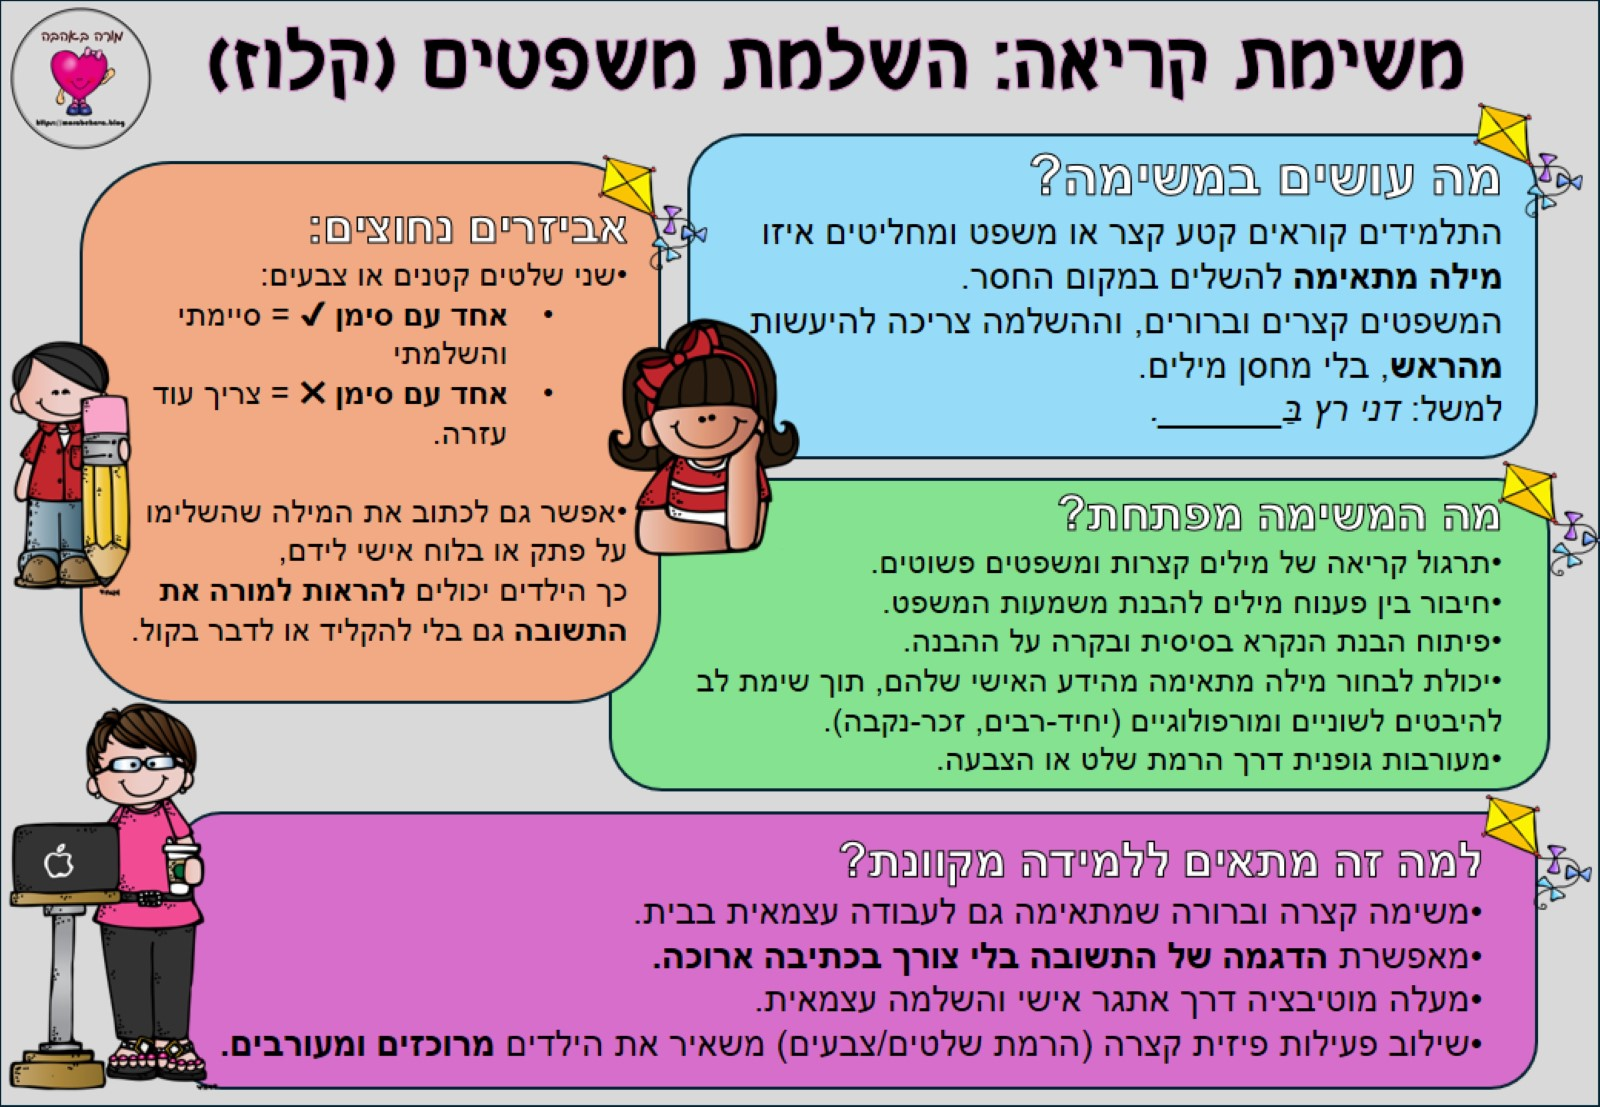 מורה באהבה
משימת קריאה: השלמת משפטים (קלוז)
מה עושים במשימה?
התלמידים קוראים קטע קצר או משפט ומחליטים איזו
מילה מתאימה להשלים במקום החסר.
המשפטים קצרים וברורים, וההשלמה צריכה להיעשות
מהראש, בלי מחסן מילים.
למשל: דני רץ בַּ_______.
אביזרים נחוצים:
•שני שלטים קטנים או צבעים:
• אחד עם סימן ✔ = סיימתי
והשלמתי
• אחד עם סימן ✕ = צריך עוד
עזרה.
•אפשר גם לכתוב את המילה שהשלימו
על פתק או בלוח אישי לידם,
כך הילדים יכולים להראות למורה את
התשובה גם בלי להקליד או לדבר בקול.
מה המשימה מפתחת?
•תרגול קריאה של מילים קצרות ומשפטים פשוטים.
•חיבור בין פענוח מילים להבנת משמעות המשפט.
•פיתוח הבנת הנקרא בסיסית ובקרה על ההבנה.
•יכולת לבחור מילה מתאימה מהידע האישי שלהם, תוך שימת לב
להיבטים לשוניים ומורפולוגיים (יחיד-רבים, זכר-נקבה).
•מעורבות גופנית דרך הרמת שלט או הצבעה.
למה זה מתאים ללמידה מקוונת?
•משימה קצרה וברורה שמתאימה גם לעבודה עצמאית בבית.
•מאפשרת הדגמה של התשובה בלי צורך בכתיבה ארוכה.
•מעלה מוטיבציה דרך אתגר אישי והשלמה עצמאית.
•שילוב פעילות פיזית קצרה (הרמת שלטים/צבעים) משאיר את הילדים מרוכזים ומעורבים.